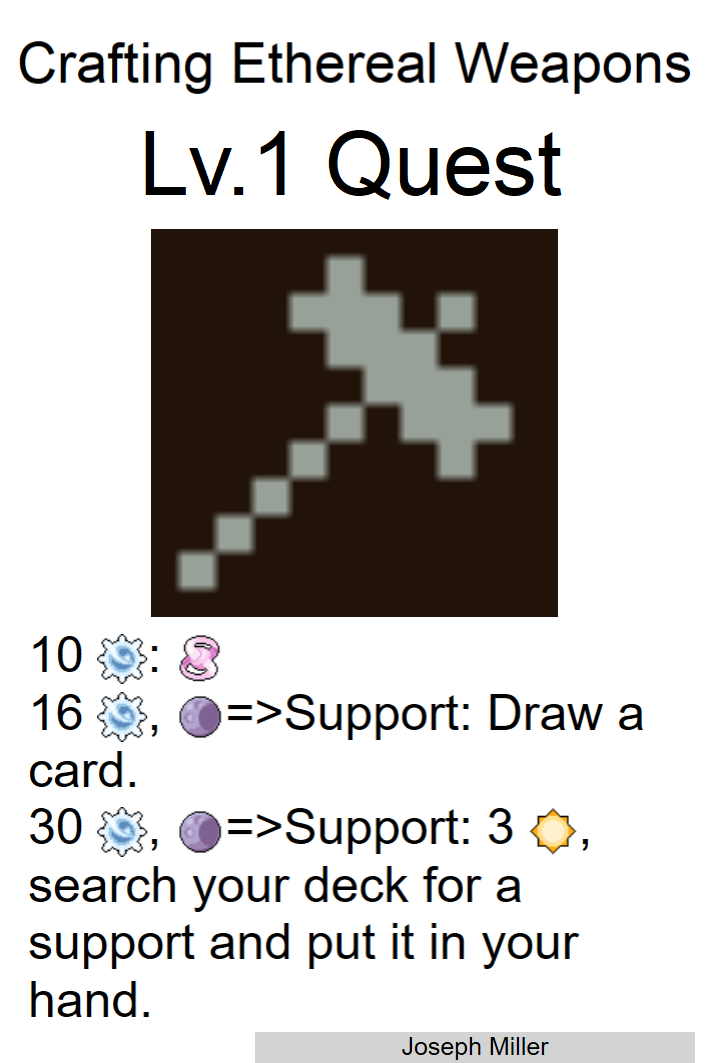 Crafting Ethereal Weapons
Lv.1 Quest
10 :
16 , =>Support: Draw a
card.
30 , =>Support: 3 ,
search your deck for a
support and put it in your
hand.
Joseph Miller